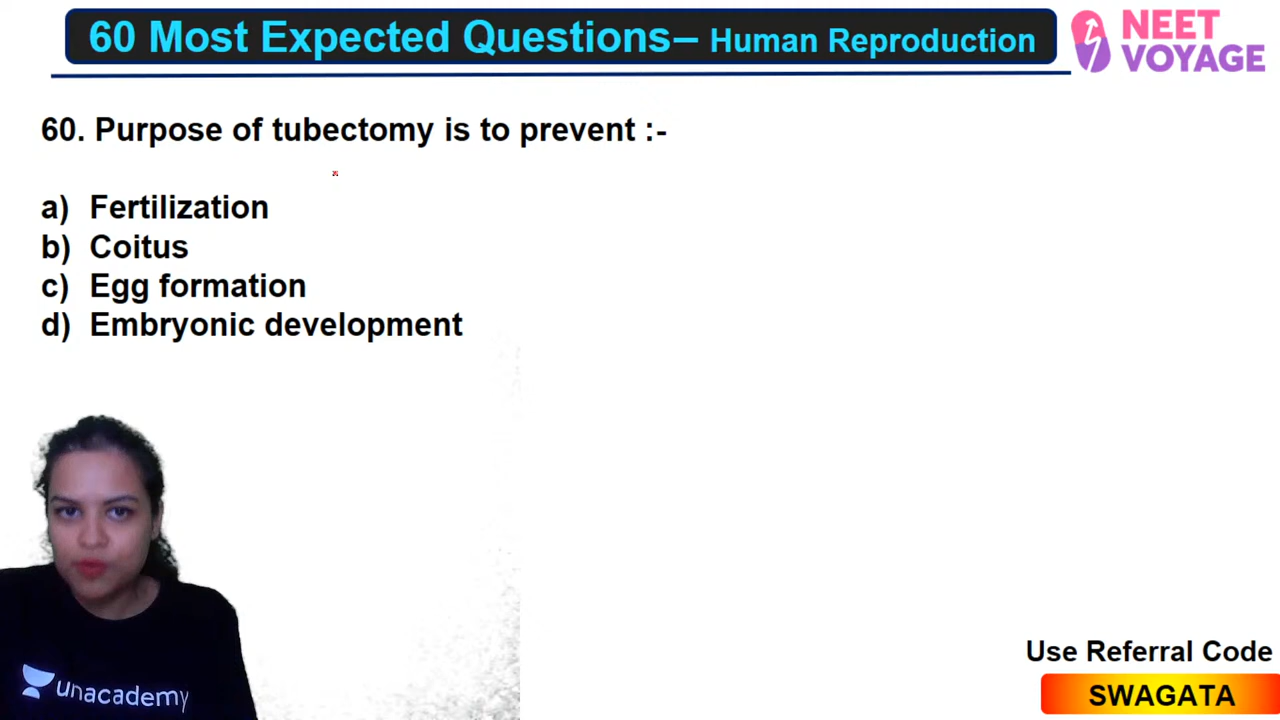 60 Most Expected Questions– Human Reproduction
NEET
VOYAGE
60. Purpose of tubectomy is to prevent :-
a) Fertilization
b) Coitus
c) Egg formation
d) Embryonic development
unacademy
Use Referral Code
SWAGATA